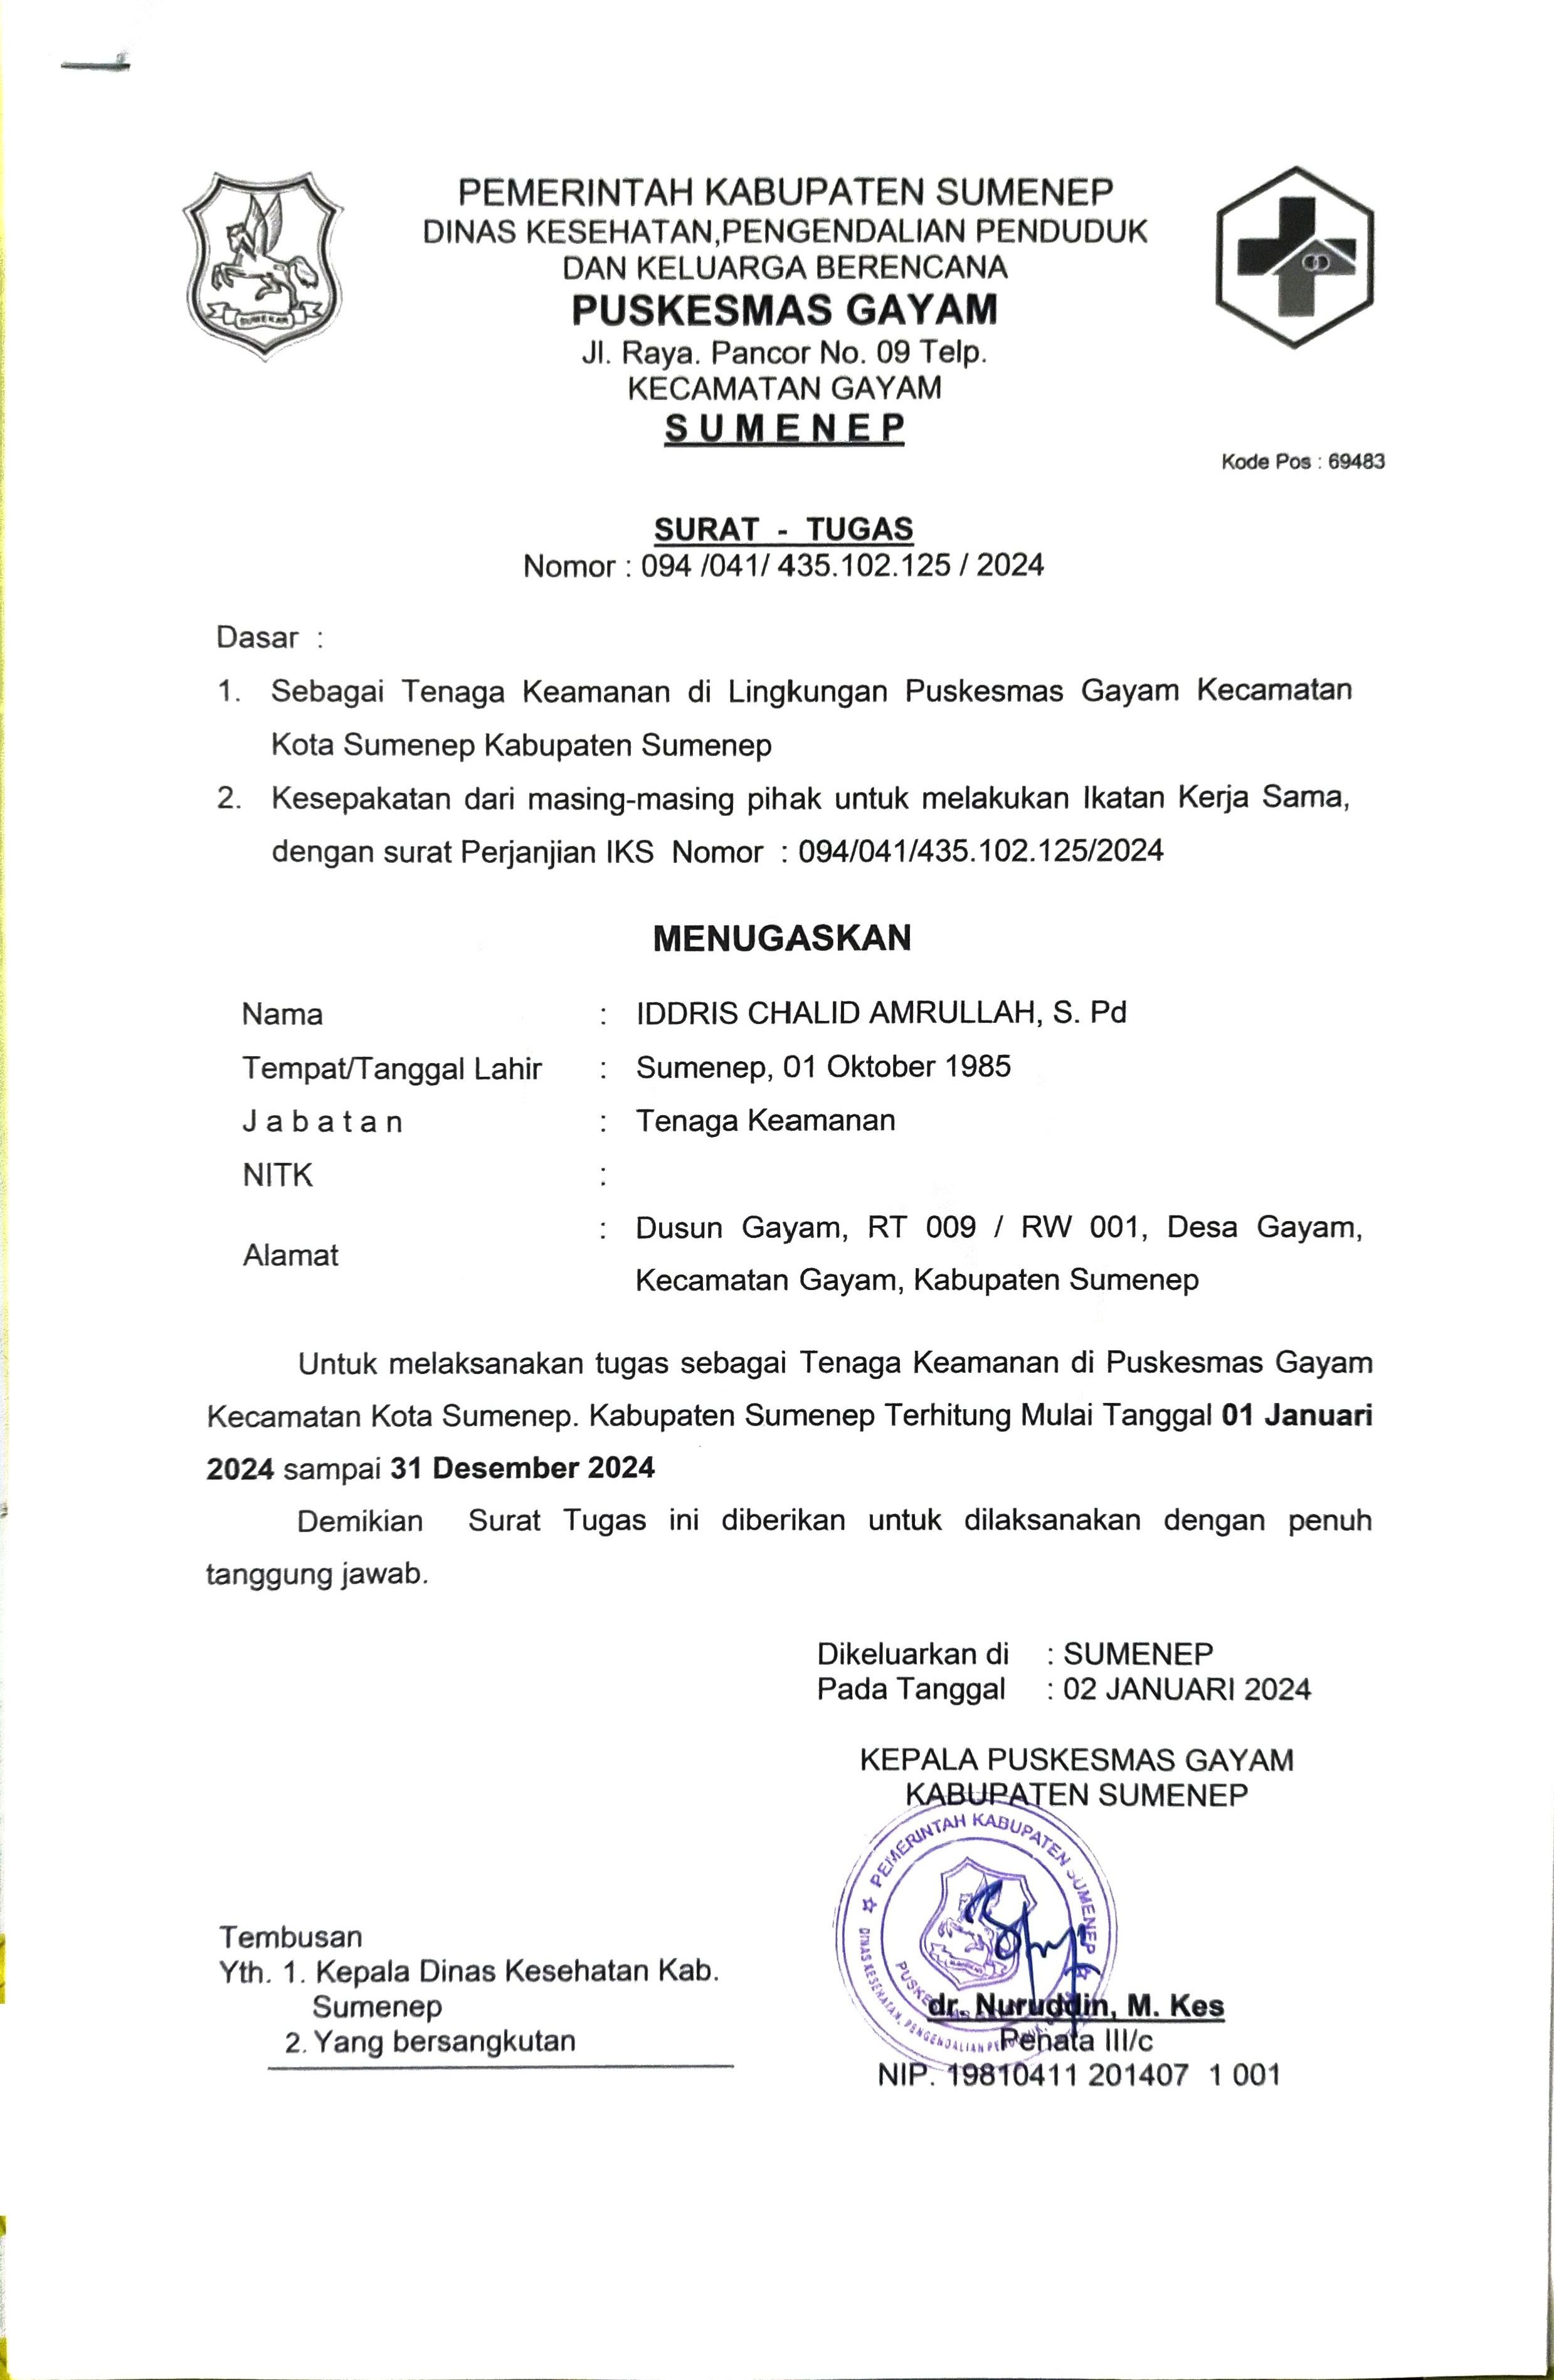 PEMERINTAH KABUPATEN SUMENEP
DINAS KESEHATAN,PENGENDALIAN PENDUDUK
DAN KELUARGA BERENCANA
PUSKESMAS GAYAM
Jl. Raya. Pancor No. 09 Telp.
KECAMATAN GAYAM
S U M E N E P
SUMEKAR
Kode Pos : 69483
SURAT - TUGAS
Nomor : 094 /041/ 435.102.125 / 2024
Dasar :
1. Sebagai Tenaga Keamanan di Lingkungan Puskesmas Gayam Kecamatan
Kota Sumenep Kabupaten Sumenep
2. Kesepakatan dari masing-masing pihak untuk melakukan Ikatan Kerja Sama,
dengan surat Perjanjian IKS Nomor : 094/041/435.102.125/2024
MENUGASKAN
Nama : IDDRIS CHALID AMRULLAH, S. Pd
Tempat/Tanggal Lahir : Sumenep, 01 Oktober 1985
J a b a t a n : Tenaga Keamanan
NITK :
Alamat : Dusun Gayam, RT 009 / RW 001, Desa Gayam,
Kecamatan Gayam, Kabupaten Sumenep
Untuk melaksanakan tugas sebagai Tenaga Keamanan di Puskesmas Gayam
Kecamatan Kota Sumenep. Kabupaten Sumenep Terhitung Mulai Tanggal 01 Januari
2024 sampai 31 Desember 2024
Demikian Surat Tugas ini diberikan untuk dilaksanakan dengan penuh
tanggung jawab.
Dikeluarkan di : SUMENEP
Pada Tanggal : 02 JANUARI 2024
KEPALA PUSKESMAS GAYAM
KABUPATEN SUMENEP
PEMERINTAH KABUPATEN SUMENEP
DINAS KESEHATAN, PENGENDALIAN
dr. Nuruddin, M. Kes
Penata III/c
NIP. 19810411 201407 1 001
Tembusan
Yth. 1. Kepala Dinas Kesehatan Kab.
Sumenep
2. Yang bersangkutan